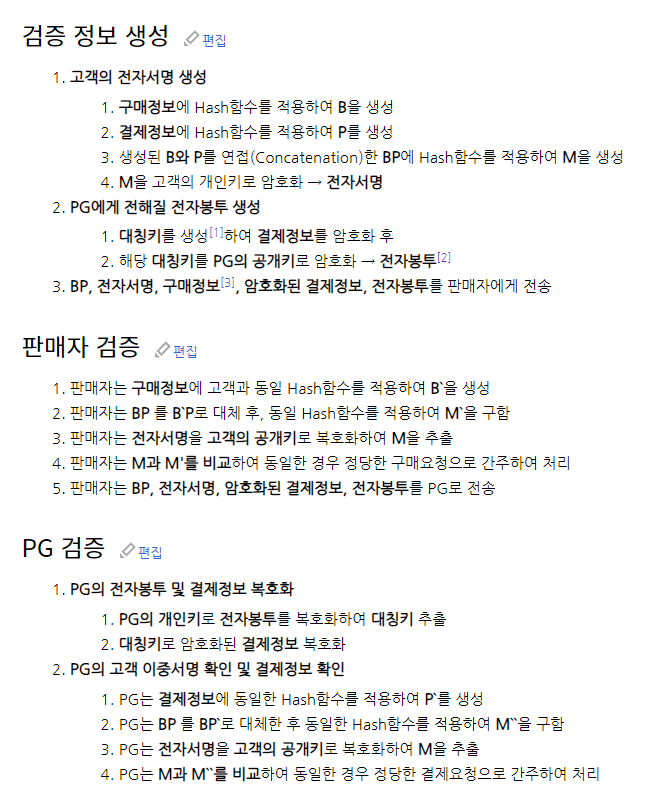 검증 정보 생성 편집
1. 고객의 전자서명 생성
1. 구매정보에 Hash함수를 적용하여 B을 생성
2. 결제정보에 Hash함수를 적용하여 P를 생성
3. 생성된 B와 P를 연접(Concatenation)한 BP에 Hash함수를 적용하여 M을 생성
4. M을 고객의 개인키로 암호화 → 전자서명
2. PG에게 전해질 전자봉투 생성
1. 대칭키를 생성[1]하여 결제정보를 암호화 후
2. 해당 대칭키를 PG의 공개키로 암호화 → 전자봉투[2]
3. BP, 전자서명, 구매정보[3], 암호화된 결제정보, 전자봉투를 판매자에게 전송
판매자 검증 편집
1. 판매자는 구매정보에 고객과 동일 Hash함수를 적용하여 B`을 생성
2. 판매자는 BP 를 B`P로 대체 후, 동일 Hash함수를 적용하여 M`을 구함
3. 판매자는 전자서명을 고객의 공개키로 복호화하여 M을 추출
4. 판매자는 M과 M'를 비교하여 동일한 경우 정당한 구매요청으로 간주하여 처리
5. 판매자는 BP, 전자서명, 암호화된 결제정보, 전자봉투를 PG로 전송
PG 검증 편집
1. PG의 전자봉투 및 결제정보 복호화
1. PG의 개인키로 전자봉투를 복호화하여 대칭키 추출
2. 대칭키로 암호화된 결제정보 복호화
2. PG의 고객 이중서명 확인 및 결제정보 확인
1. PG는 결제정보에 동일한 Hash함수를 적용하여 P`를 생성
2. PG는 BP 를 BP`로 대체한 후 동일한 Hash함수를 적용하여 M``을 구함
3. PG는 전자서명을 고객의 공개키로 복호화하여 M을 추출
4. PG는 M과 M``를 비교하여 동일한 경우 정당한 결제요청으로 간주하여 처리